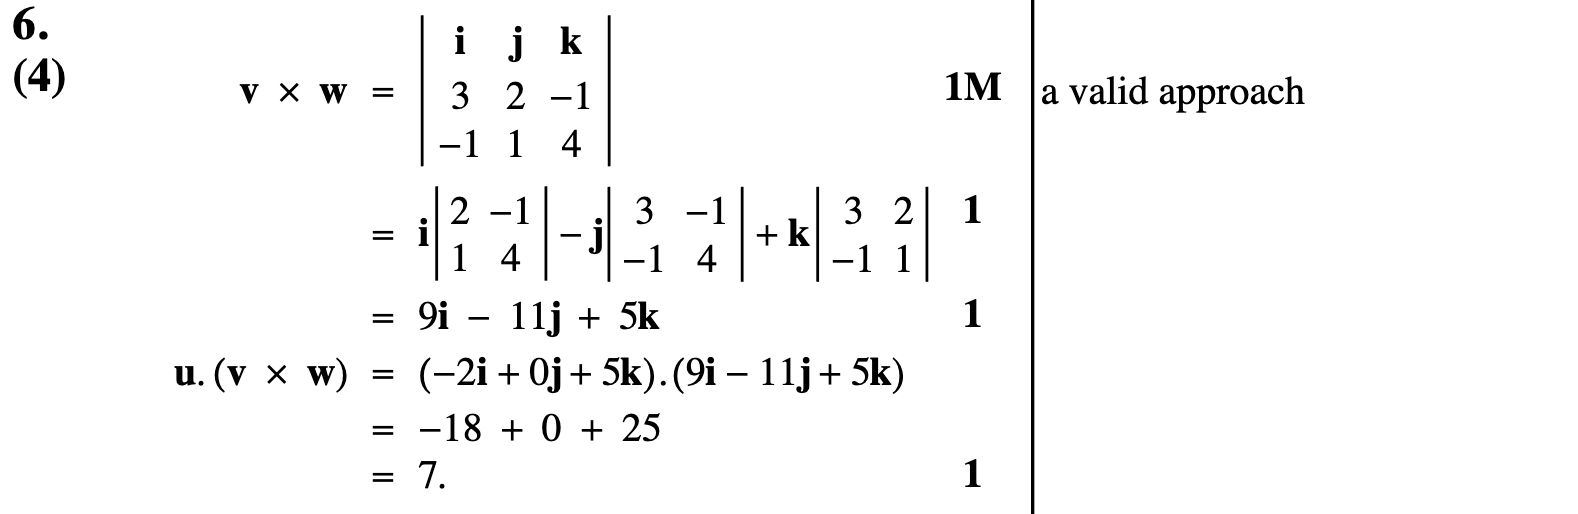 6.
(4)
i j k
v × w = 3 2 −1 1M a valid approach
−1 1 4
= i | 2 −1 | − j | 3 −1 | + k | 3 2 | 1
| 1 4 | | −1 4 | | −1 1 |
= 9i − 11j + 5k 1
u.(v × w) = (−2i + 0j + 5k).(9i − 11j + 5k)
= −18 + 0 + 25
= 7. 1